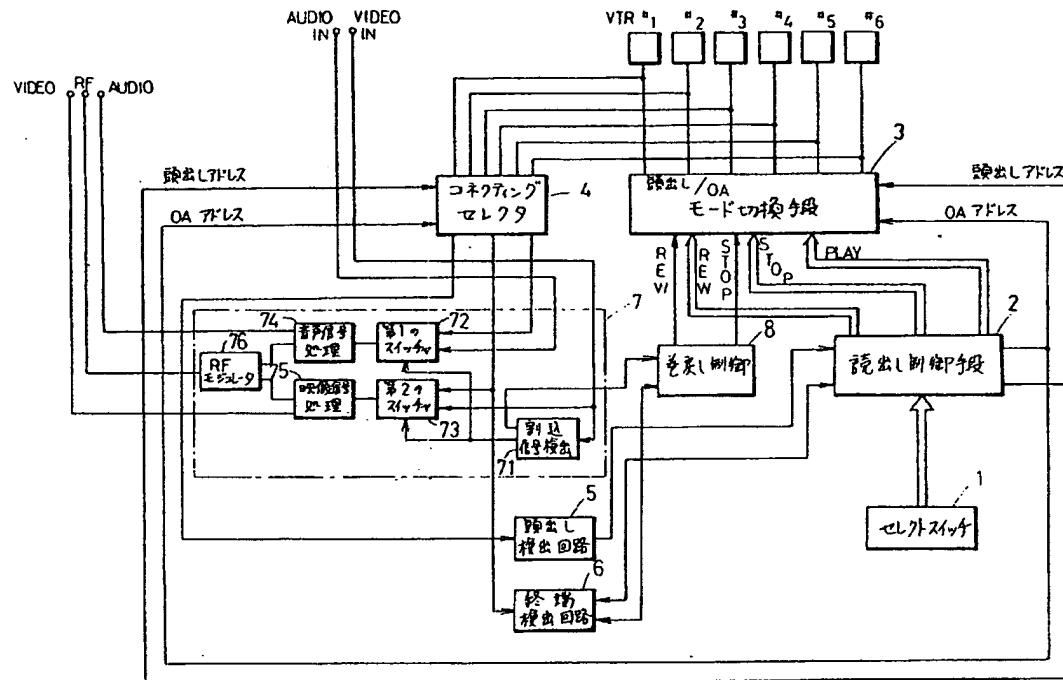 AUDIO IN
VIDEO IN
VTR #1 #2 #3 #4 #5 #6
VIDEO RF AUDIO
3
頭出しアドレス
コネクティング
セレクタ
4
頭出し/OA
モード切換手段
頭出しアドレス
OA アドレス
OA アドレス
REW
REW
STOP
STOP
PLAY
7
2
74
音声信号
処理
第1の
スイッチャ
72
76
RF
モジュレータ
8
巻戻し制御
読出し制御手段
75
映像信号
処理
第2の
スイッチャ
73
割込
信号検出
71
1
セレクトスイッチ
5
頭出し
検出回路
6
終端
検出回路